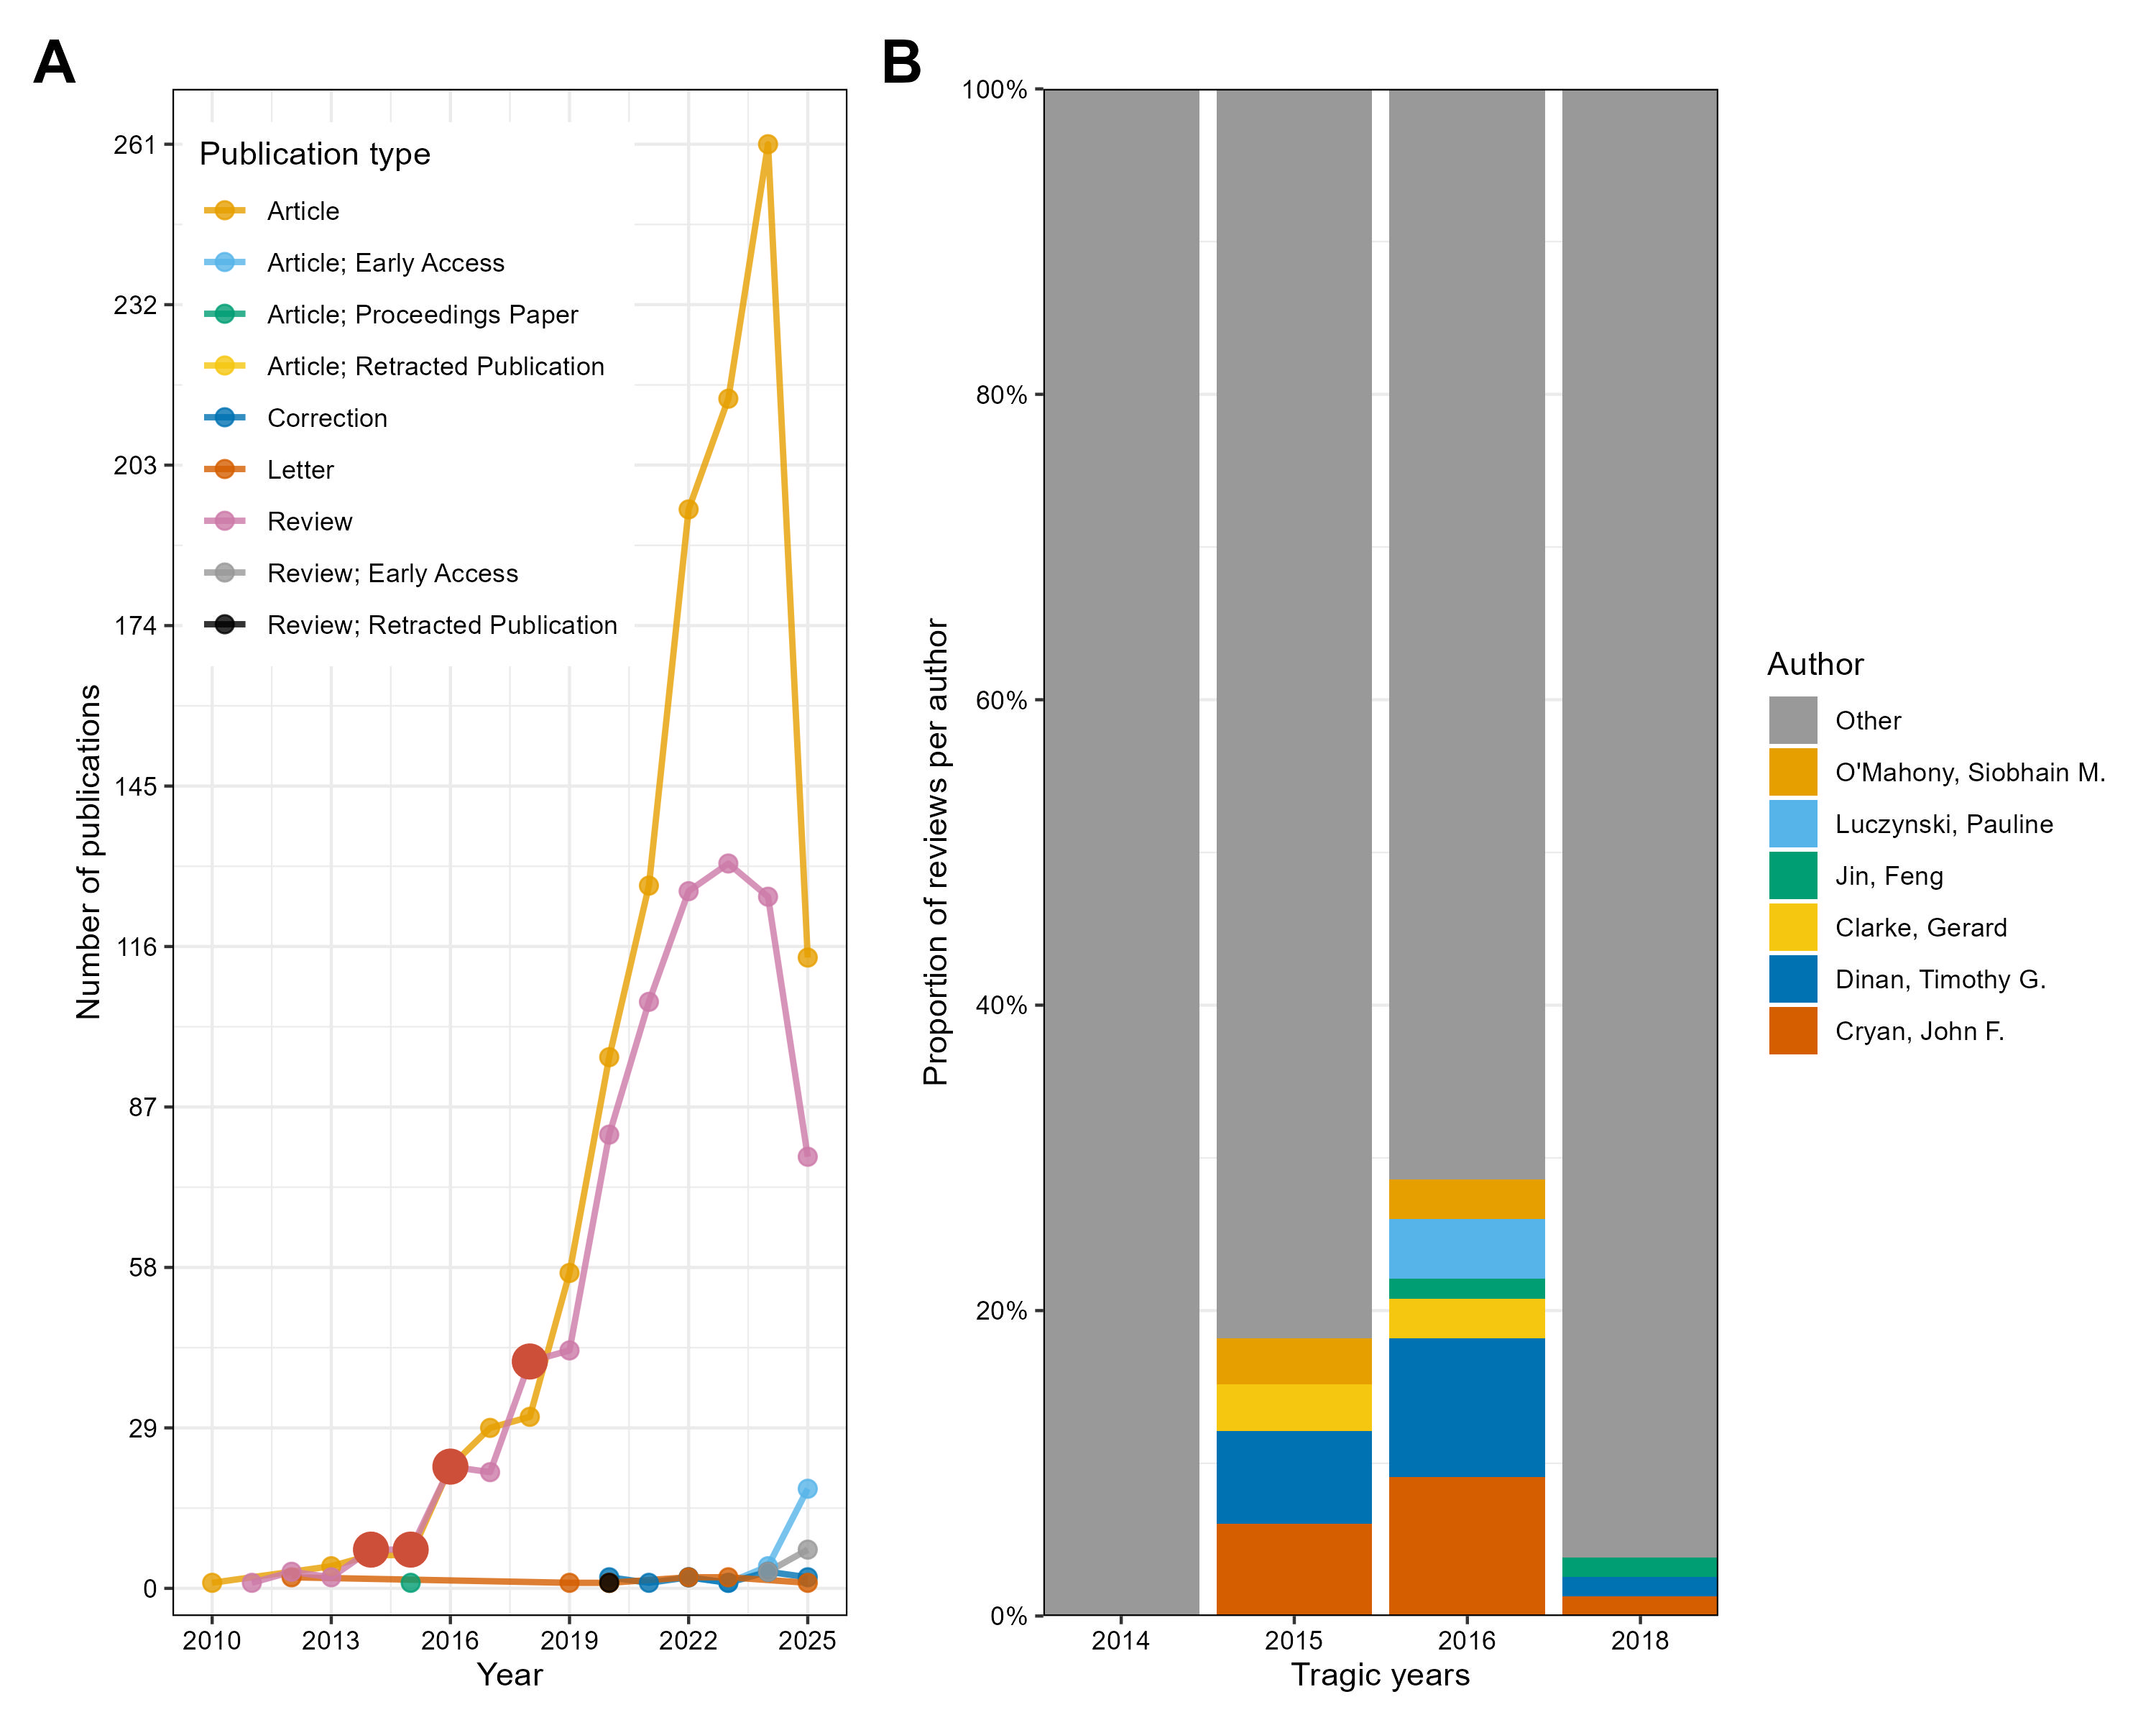 A
Number of publications
261
232
203
174
145
116
87
58
29
0
Publication type
Article
Article; Early Access
Article; Proceedings Paper
Article; Retracted Publication
Correction
Letter
Review
Review; Early Access
Review; Retracted Publication
2010 2013 2016 2019 2022 2025
Year
B
Proportion of reviews per author
100%
80%
60%
40%
20%
0%
2014 2015 2016 2018
Tragic years
Author
Other
O'Mahony, Siobhain M.
Luczynski, Pauline
Jin, Feng
Clarke, Gerard
Dinan, Timothy G.
Cryan, John F.